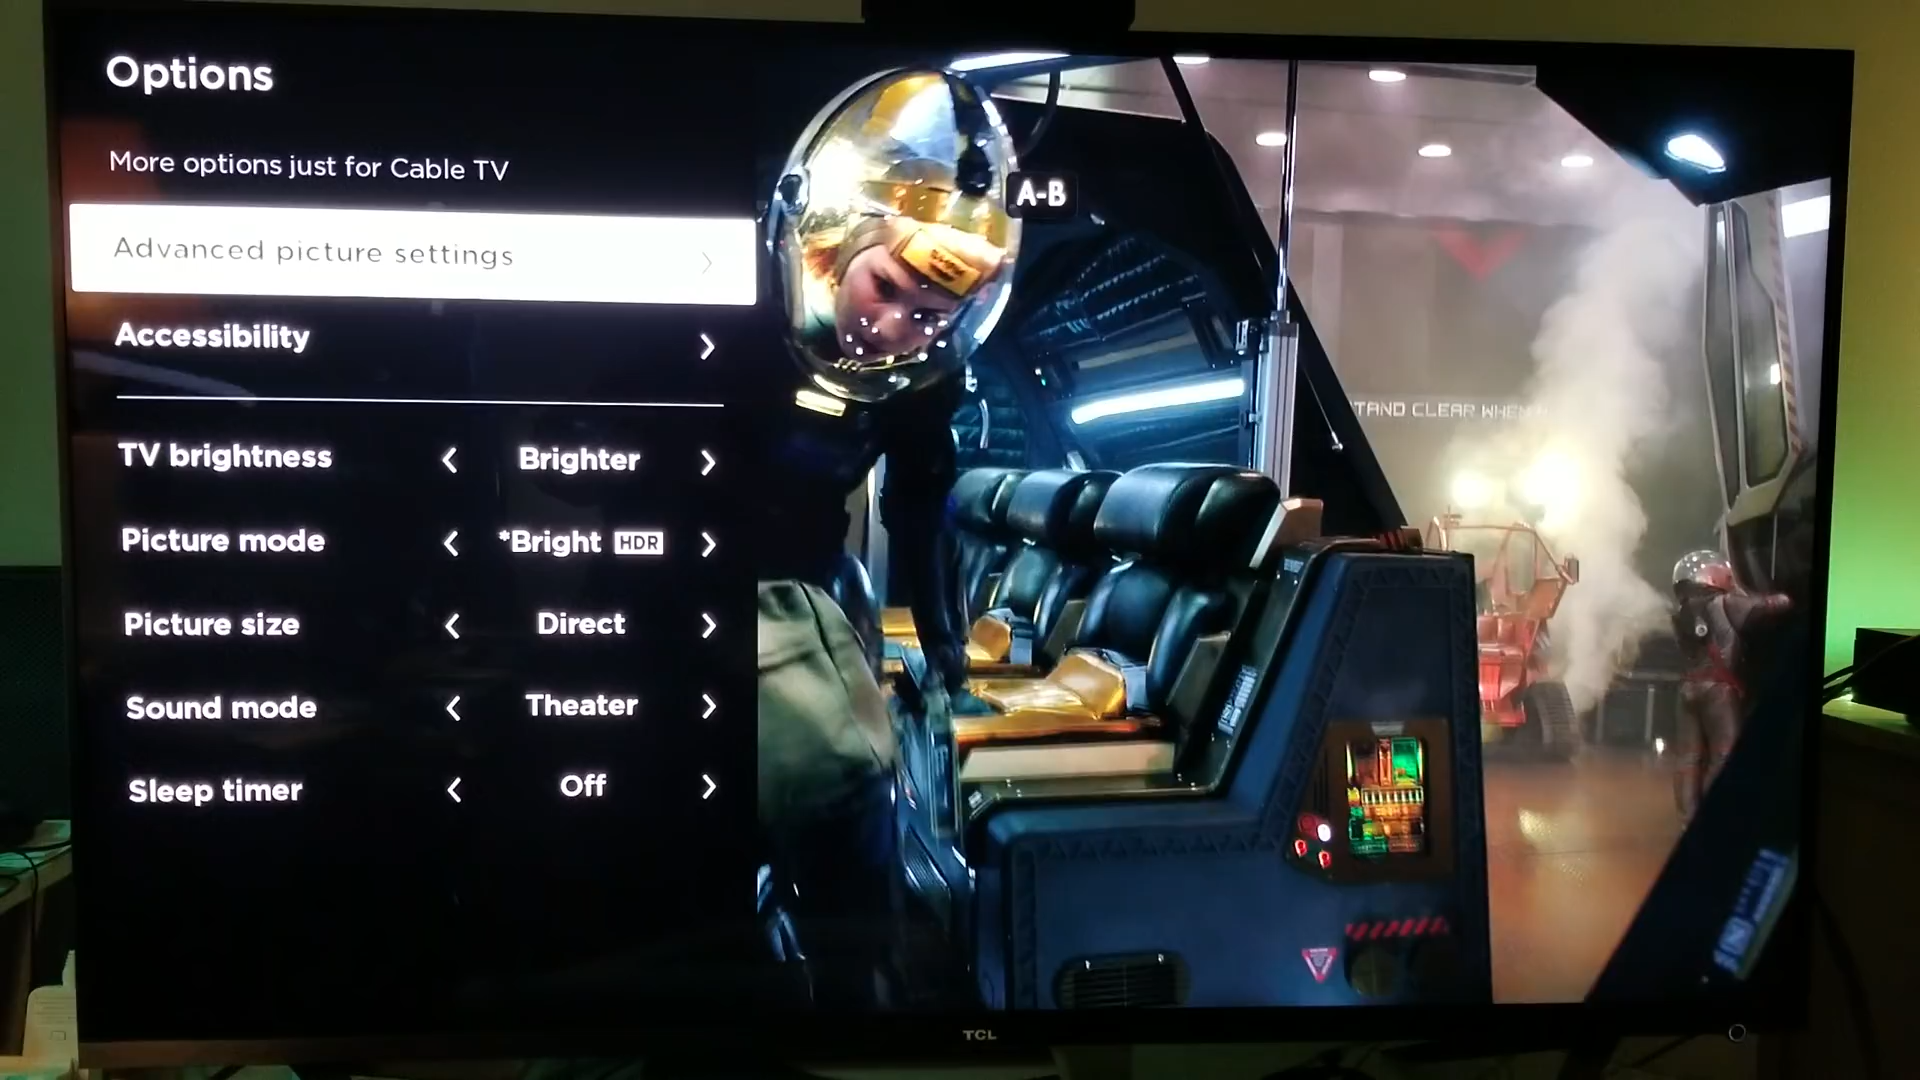 Options
More options just for Cable TV
Advanced picture settings
Accessibility
TV brightness Brighter
Picture mode *Bright HDR
Picture size Direct
Sound mode Theater
Sleep timer Off
A-B
TAND CLEAR WHEN
TCL